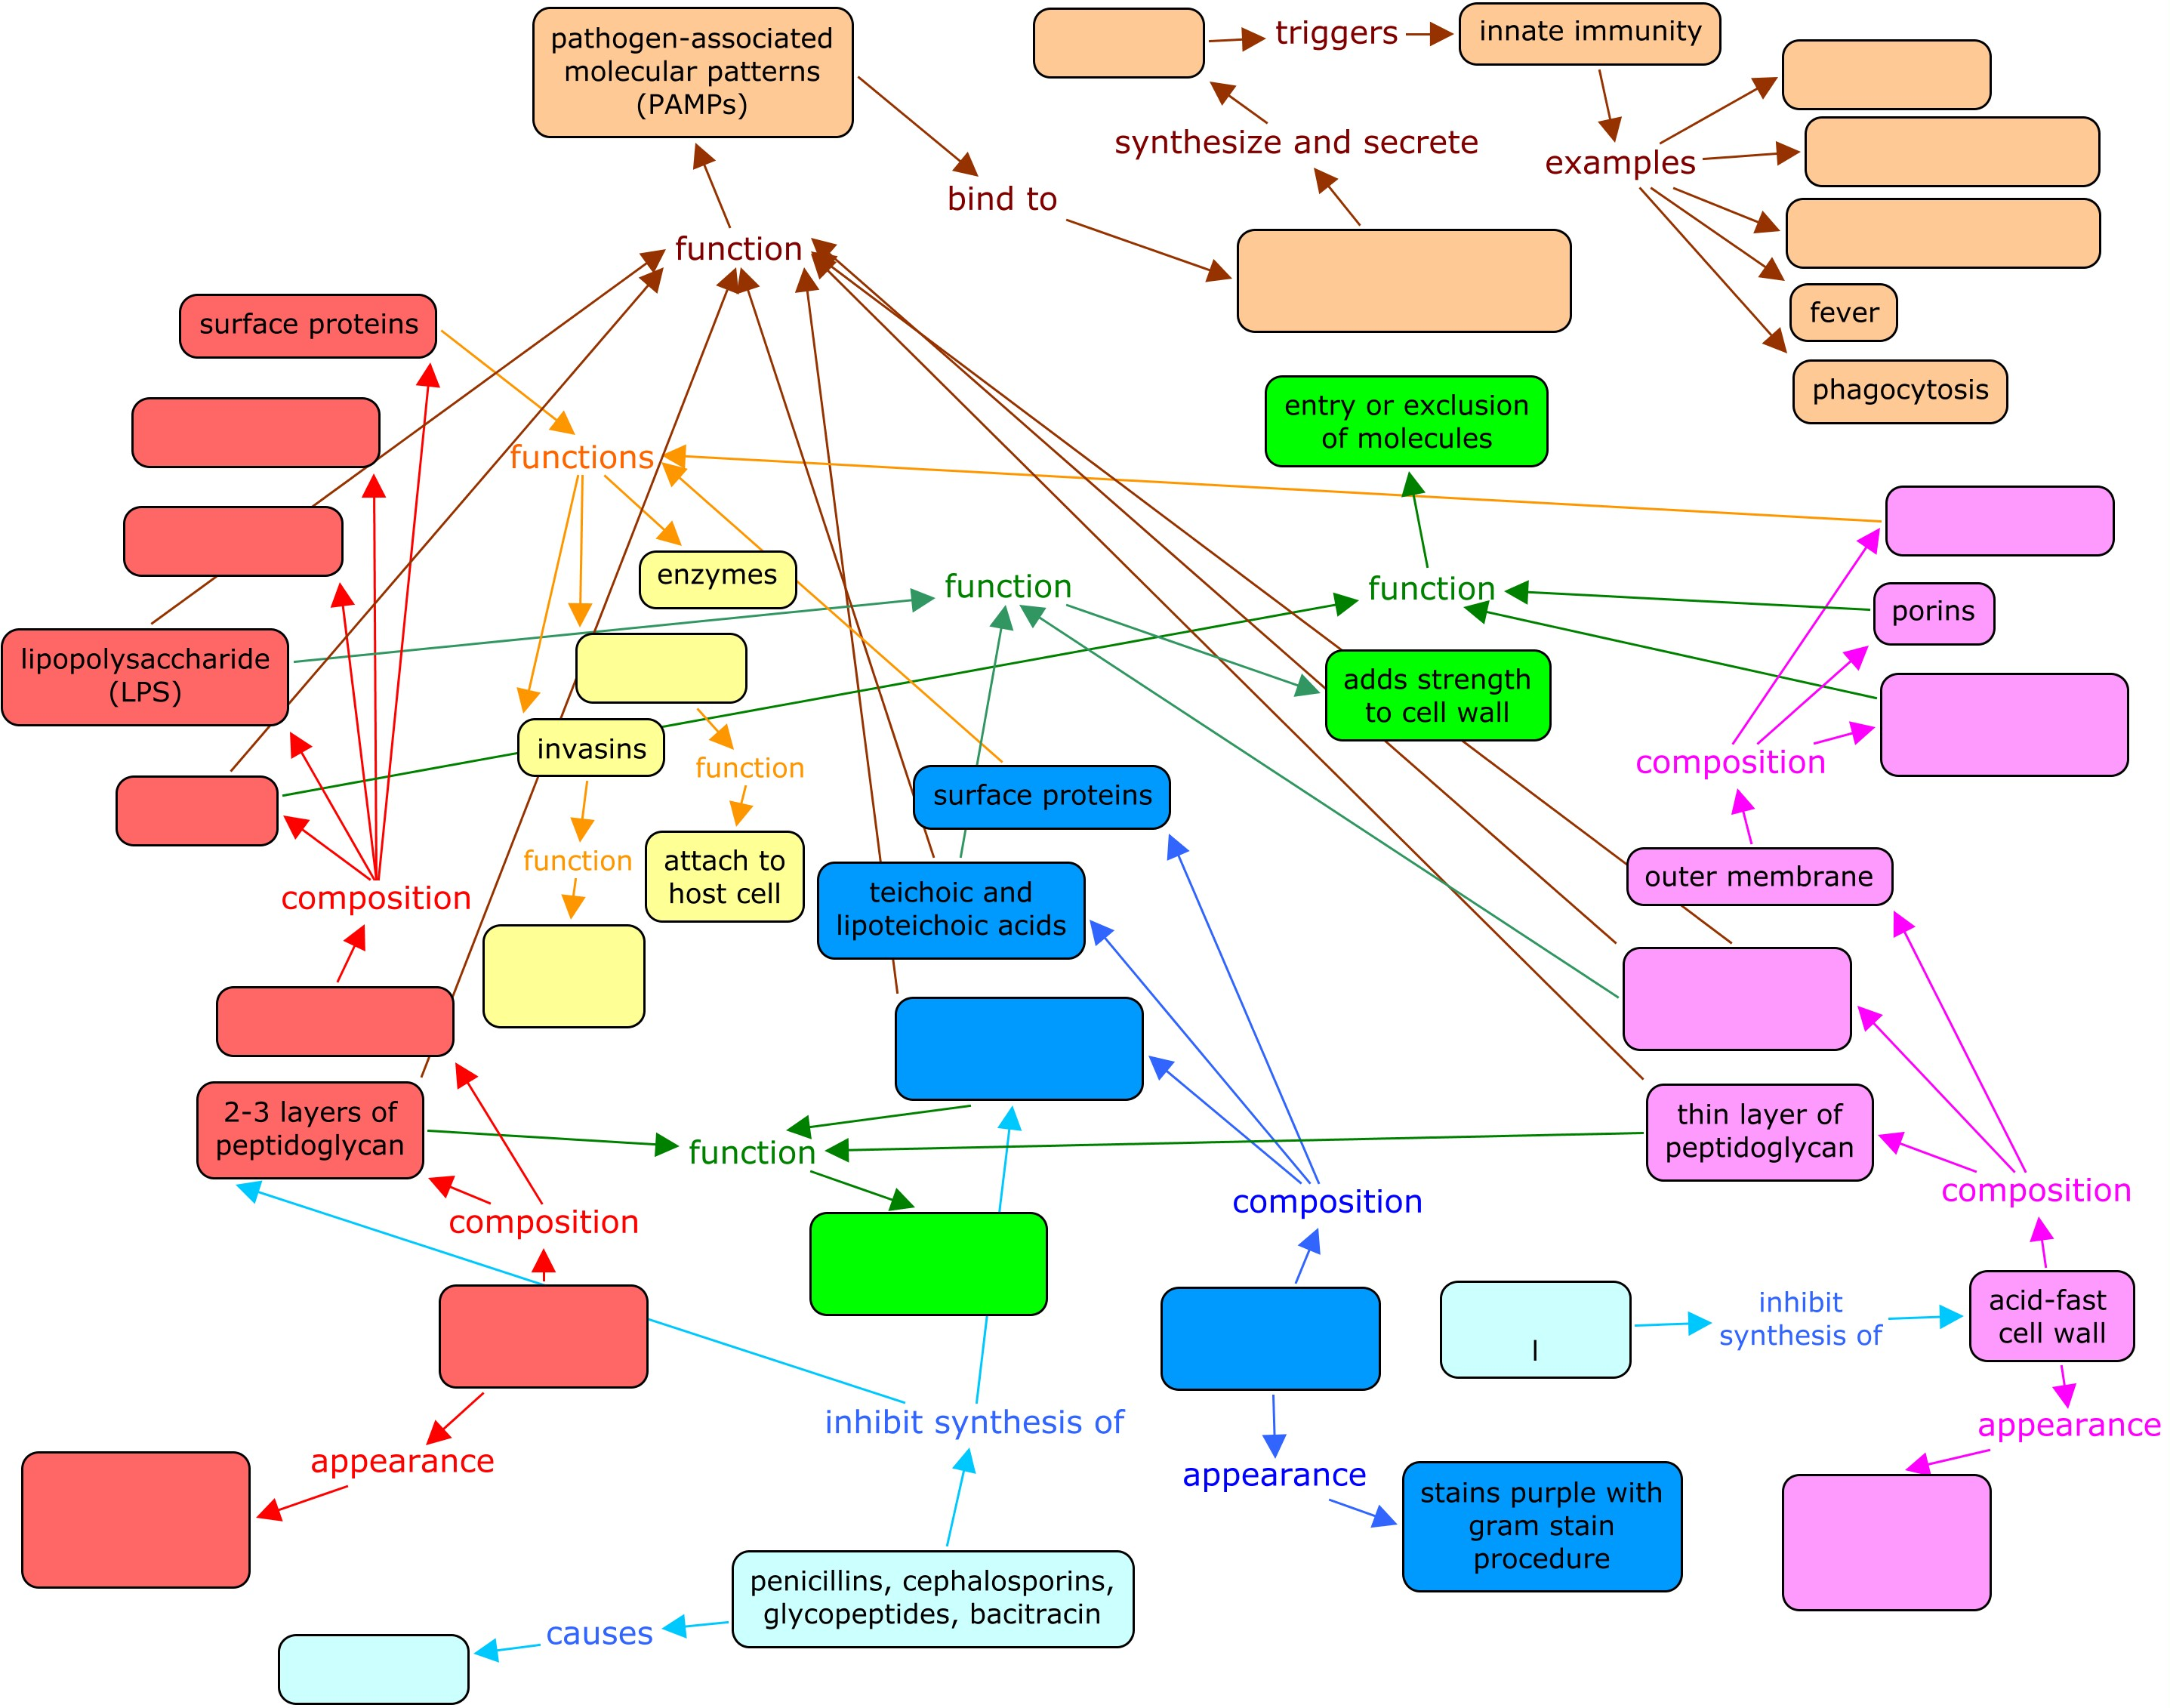 pathogen-associated
molecular patterns
(PAMPs)
triggers
innate immunity
synthesize and secrete
examples
bind to
function
fever
phagocytosis
surface proteins
functions
entry or exclusion
of molecules
enzymes
function
function
porins
lipopolysaccharide
(LPS)
adds strength
to cell wall
invasins
function
composition
surface proteins
function
attach to
host cell
composition
teichoic and
lipoteichoic acids
outer membrane
2-3 layers of
peptidoglycan
function
thin layer of
peptidoglycan
composition
composition
composition
l
inhibit
synthesis of
acid-fast
cell wall
inhibit synthesis of
appearance
appearance
appearance
stains purple with
gram stain
procedure
penicillins, cephalosporins,
glycopeptides, bacitracin
causes